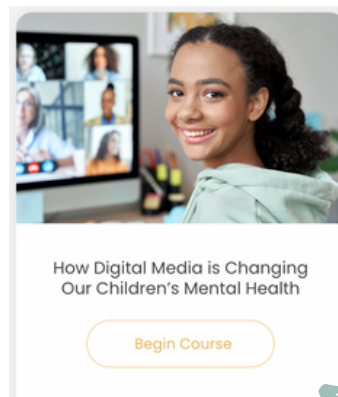 How Digital Media is Changing
Our Children's Mental Health
Begin Course